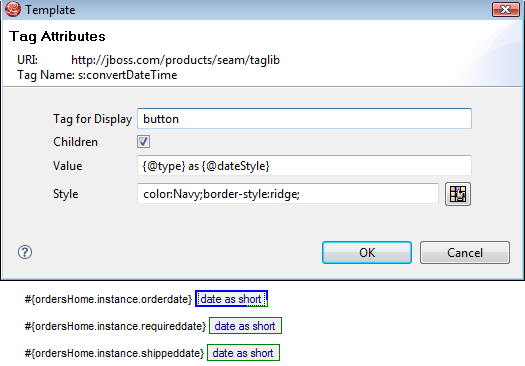 Template
Tag Attributes
URI: http://jboss.com/products/seam/taglib
Tag Name: s:convertDateTime
Tag for Display button
Children
Value {@type} as {@dateStyle}
Style color:Navy;border-style:ridge;
OK Cancel
#{ordersHome.instance.orderdate} date as short
#{ordersHome.instance.requireddate} date as short
#{ordersHome.instance.shippeddate} date as short